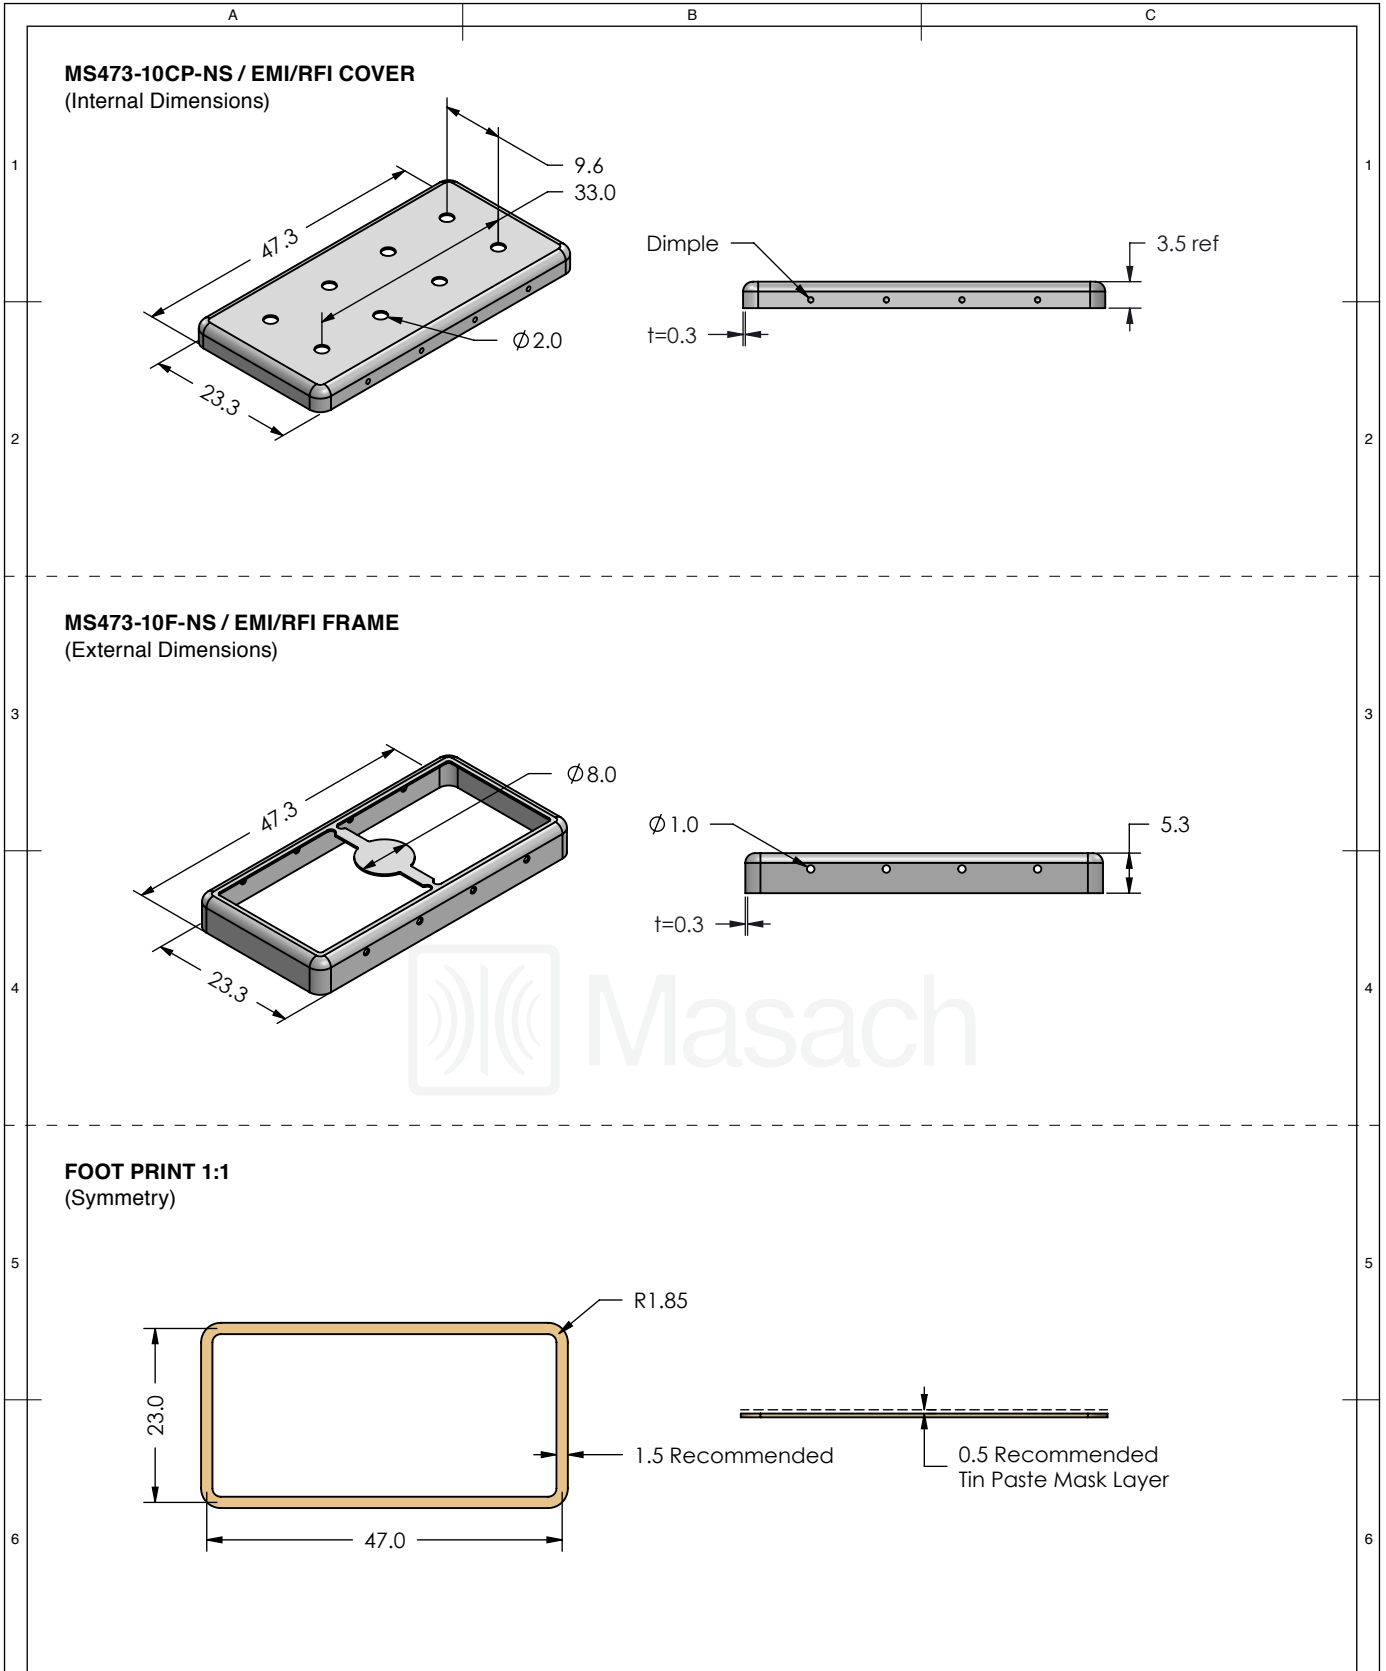 A B C
MS473-10CP-NS / EMI/RFI COVER
(Internal Dimensions)
1 1
9.6
33.0
47.3
Dimple
3.5 ref
t=0.3
Ø2.0
23.3
2 2
MS473-10F-NS / EMI/RFI FRAME
(External Dimensions)
3 3
Ø8.0
47.3
Ø1.0
5.3
t=0.3
23.3
4 4
Masach
FOOT PRINT 1:1
(Symmetry)
5 5
R1.85
23.0
1.5 Recommended
0.5 Recommended
Tin Paste Mask Layer
47.0
6 6